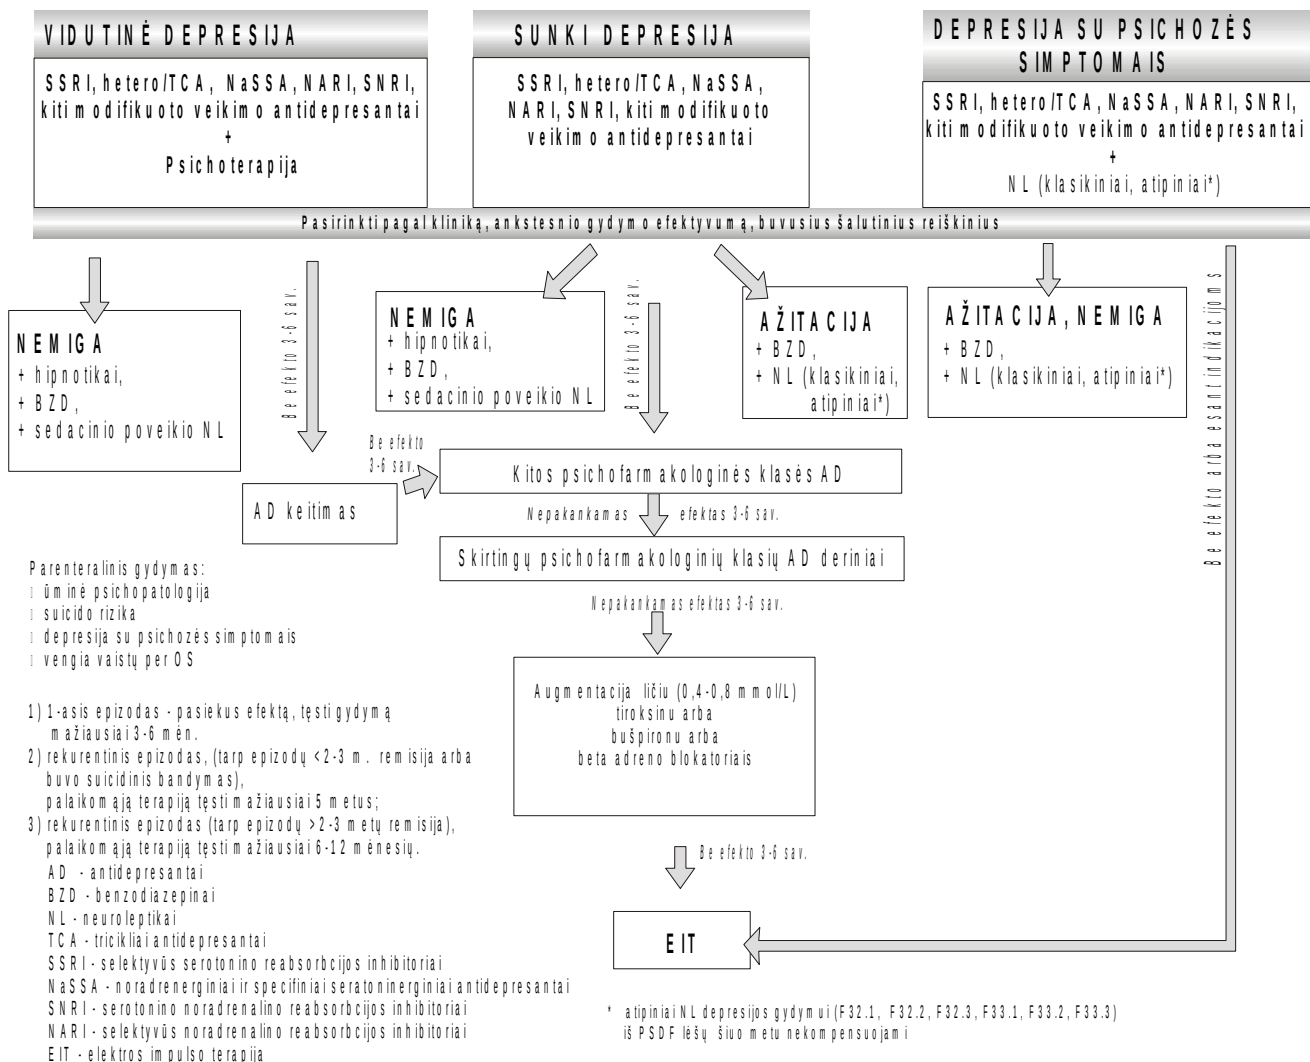 VIDUTINĖ DEPRESIJA
SSRI, hetero/TCA, NaSSA, NARI, SNRI,
kiti modifikuoto veikimo antidepresantai
+
Psichoterapija
SUNKI DEPRESIJA
SSRI, hetero/TCA, NaSSA,
NARI, SNRI, kiti modifikuoto
veikimo antidepresantai
DEPRESIJA SU PSICHOZĖS
SIMPTOMAIS
SSRI, hetero/TCA, NaSSA, NARI, SNRI,
kiti modifikuoto veikimo antidepresantai
+
NL (klasikiniai, atipiniai*)
Pasirinkti pagal kliniką, ankstesnio gydymo efektyvumą, buvusius šalutinius reiškinius
NEMIGA
+ hipnotikai,
+ BZD,
+ sedacinio poveikio NL
Be efekto 3-6 sav.
NEMIGA
+ hipnotikai,
+ BZD,
+ sedacinio poveikio NL
Be efekto 3-6 sav.
AŽITACIJA
+ BZD,
+ NL (klasikiniai,
atipiniai*)
AŽITACIJA, NEMIGA
+ BZD,
+ NL (klasikiniai, atipiniai*)
Be efekto arba esant indikacijoms
AD keitimas
Be efekto
3-6 sav.
Kitos psichofarmakologinės klasės AD
Nepakankamas efektas 3-6 sav.
Skirtingų psichofarmakologinių klasių AD deriniai
Nepakankamas efektas 3-6 sav.
Augmentacija ličiu (0,4-0,8 mmol/L)
tiroksinu arba
bušpironu arba
beta adreno blokatoriais
Be efekto 3-6 sav.
EIT
Parenteralinis gydymas:
ūminė psichopatologija
suicido rizika
depresija su psichozės simptomais
vengia vaistų per OS
1) 1-asis epizodas - pasiekus efektą, tęsti gydymą
mažiausiai 3-6 mėn.
2) rekurentinis epizodas, (tarp epizodų <2-3 m. remisija arba
buvo suicidinis bandymas),
palaikomąją terapiją tęsti mažiausiai 5 metus;
3) rekurentinis epizodas (tarp epizodų >2-3 metų remisija),
palaikomąją terapiją tęsti mažiausiai 6-12 mėnesių.
AD - antidepresantai
BZD - benzodiazepinai
NL - neuroleptikai
TCA - tricikliai antidepresantai
SSRI - selektyvūs serotonino reabsorbcijos inhibitoriai
NaSSA - noradrenerginiai ir specifiniai seratoninerginiai antidepresantai
SNRI - serotonino noradrenalino reabsorbcijos inhibitoriai
NARI - selektyvūs noradrenalino reabsorbcijos inhibitoriai
EIT - elektros impulso terapija
* atipiniai NL depresijos gydymui (F32.1, F32.2, F32.3, F33.1, F33.2, F33.3)
iš PSDF lėšų šiuo metu nekompensuojami